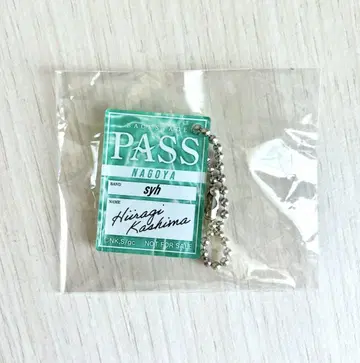 PASS
NAGOYA
BAND
syh
NAME
Hiiragi
Kashima
NOT FOR SALE